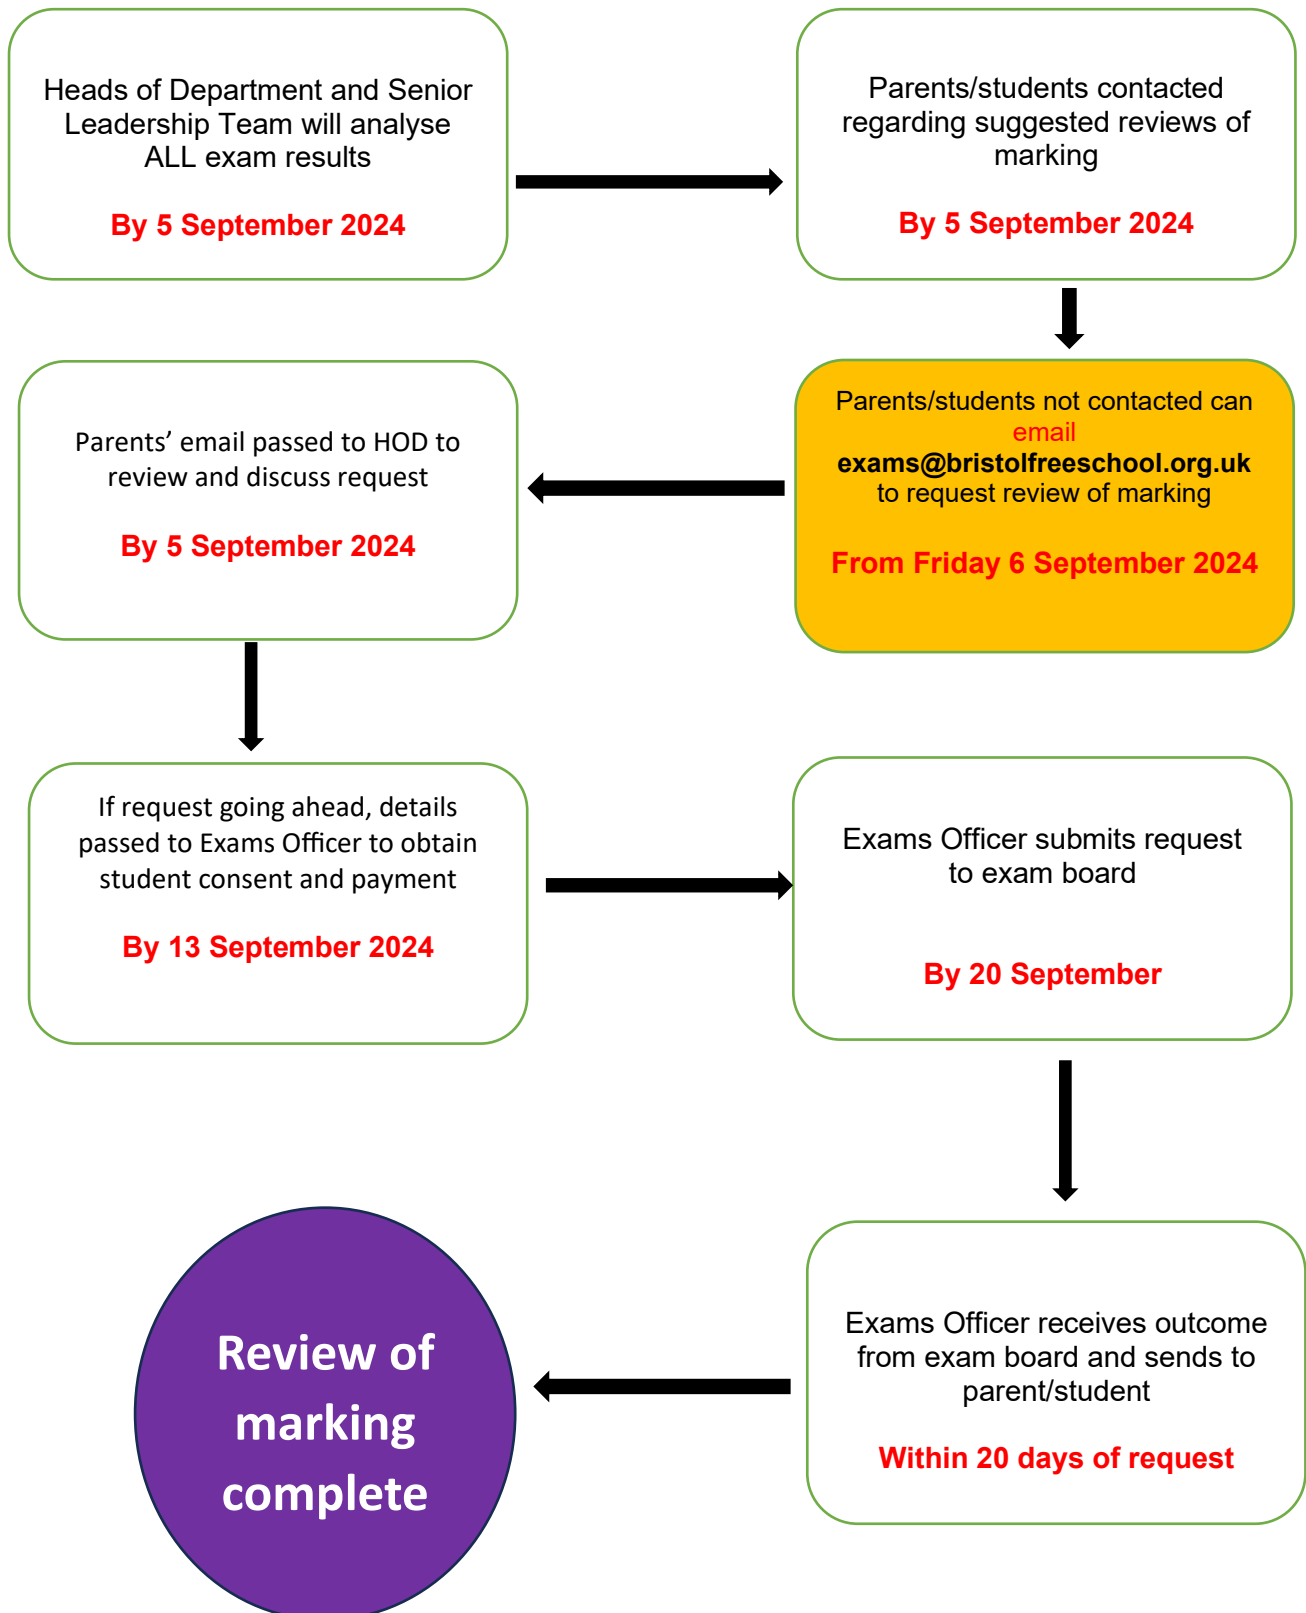 Heads of Department and Senior
Leadership Team will analyse
ALL exam results
By 5 September 2024
Parents/students contacted
regarding suggested reviews of
marking
By 5 September 2024
Parents/students not contacted can
email
exams@bristolfreeschool.org.uk
to request review of marking
From Friday 6 September 2024
Parents’ email passed to HOD to
review and discuss request
By 5 September 2024
If request going ahead, details
passed to Exams Officer to obtain
student consent and payment
By 13 September 2024
Exams Officer submits request
to exam board
By 20 September
Exams Officer receives outcome
from exam board and sends to
parent/student
Within 20 days of request
Review of
marking
complete